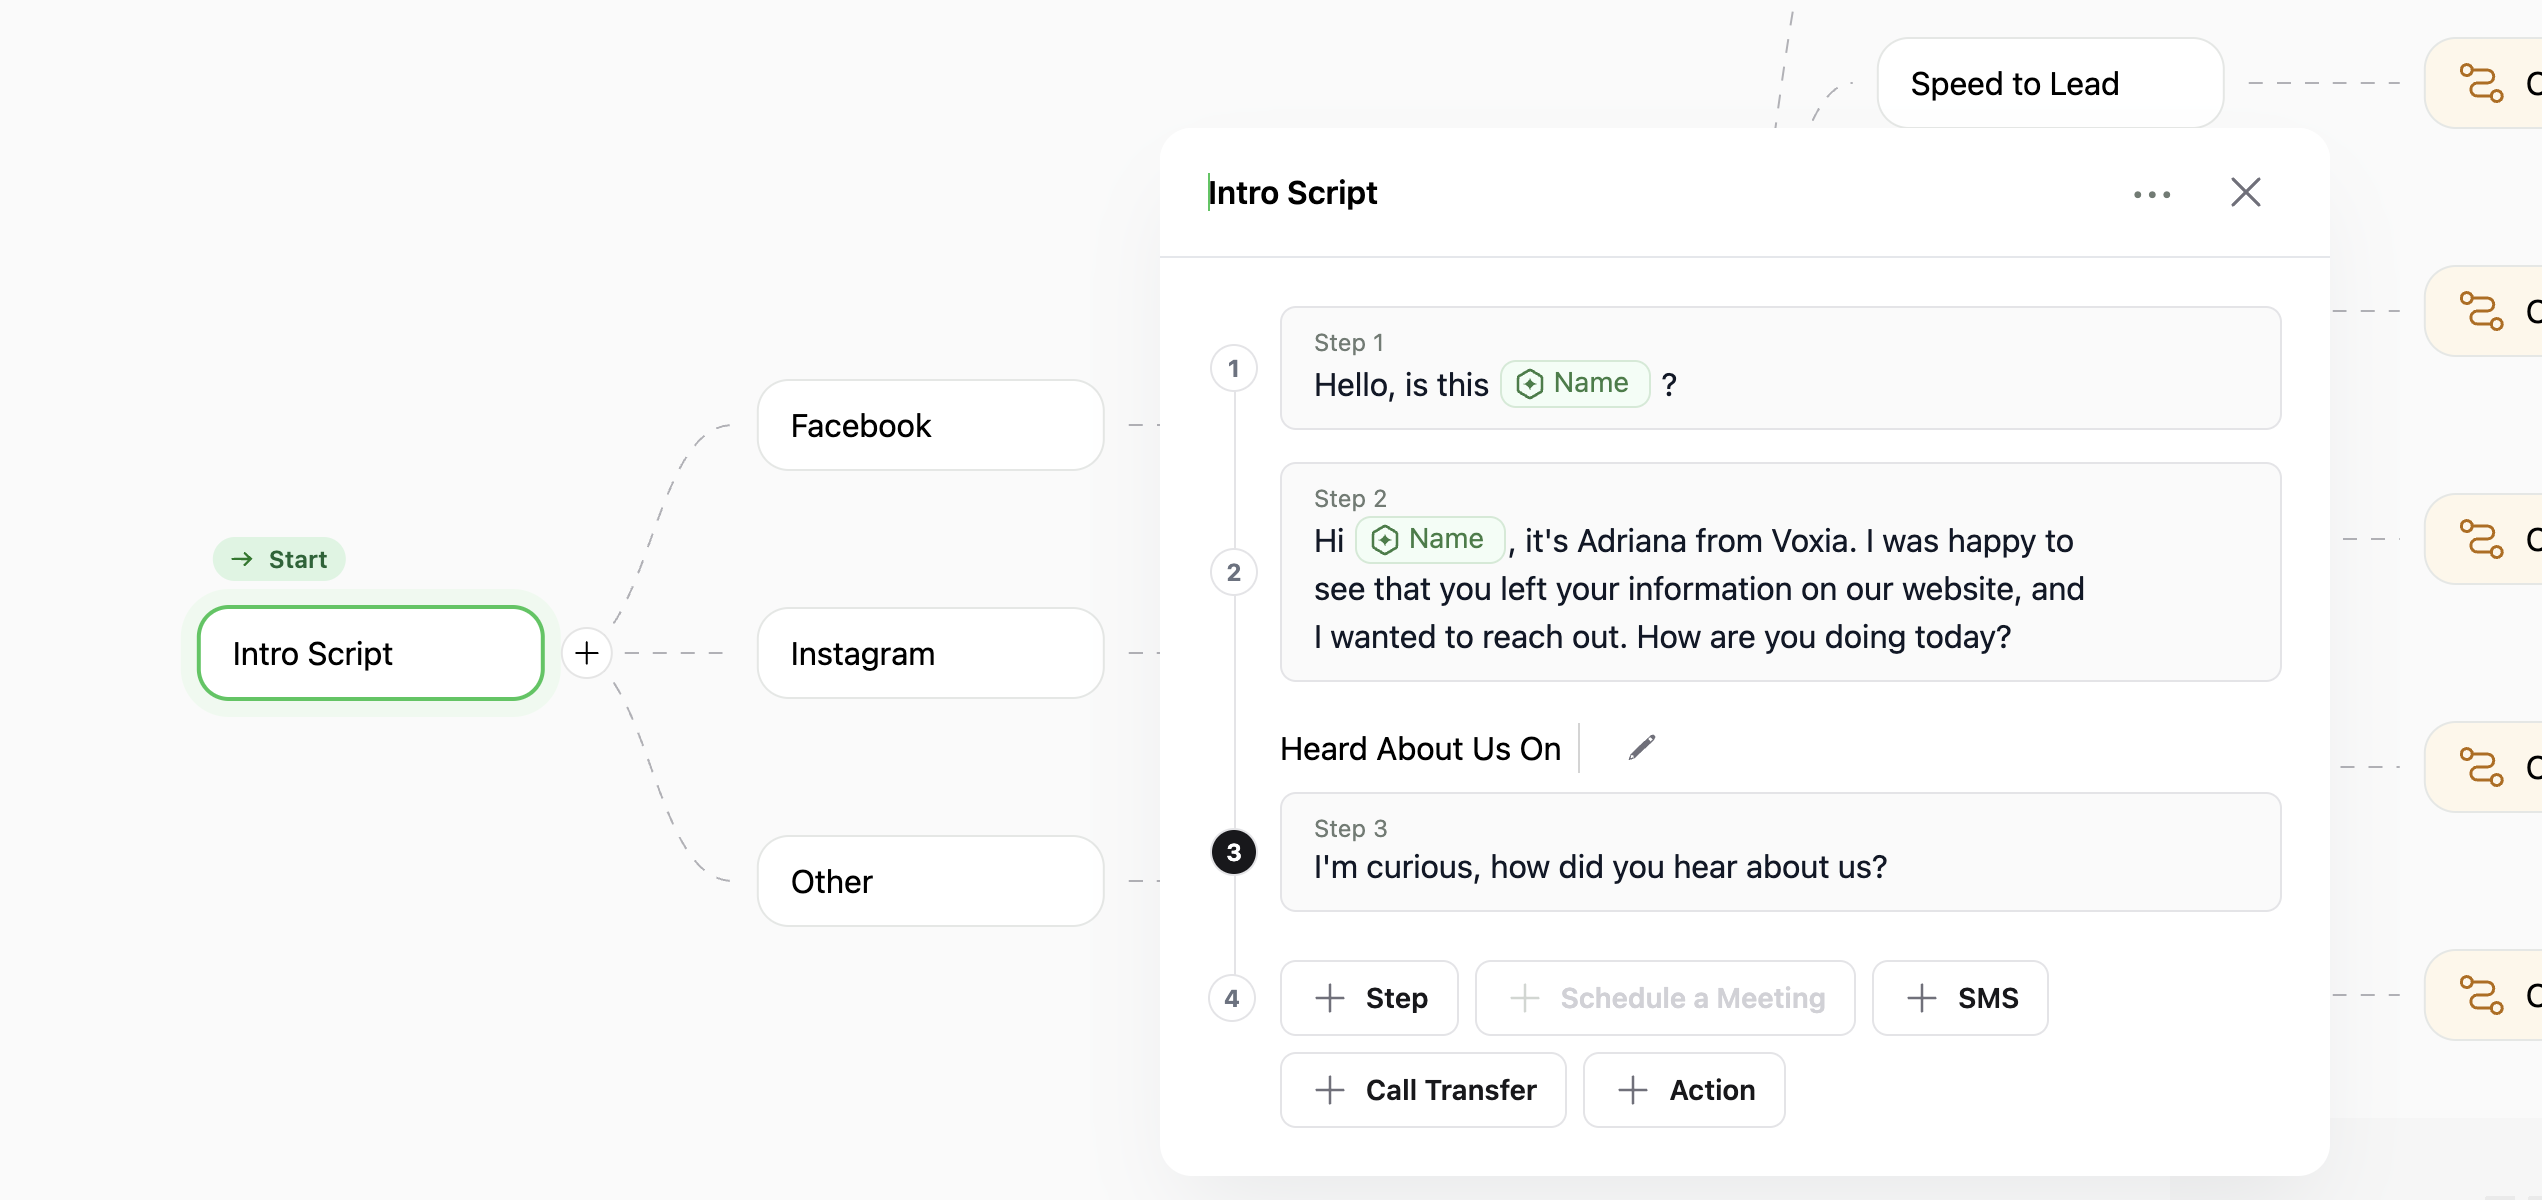 Speed to Lead
Intro Script
1
Step 1
Hello, is this Name ?
2
Step 2
Hi Name, it's Adriana from Voxia. I was happy to
see that you left your information on our website, and
I wanted to reach out. How are you doing today?
Heard About Us On
3
Step 3
I'm curious, how did you hear about us?
4
Step
Schedule a Meeting
SMS
Call Transfer
Action
Start
Intro Script
Facebook
Instagram
Other